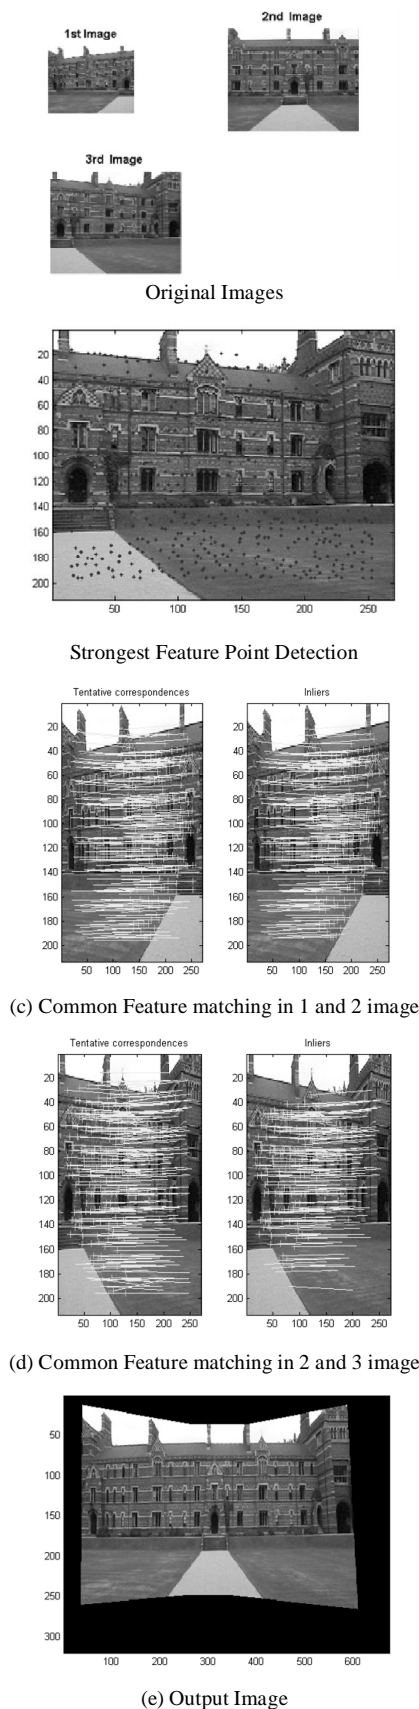 1st Image
2nd Image
3rd Image
Original Images
20
40
60
80
100
120
140
160
180
200
50 100 150 200 250
Strongest Feature Point Detection
Tentative correspondences Inliers
20 20
40 40
60 60
80 80
100 100
120 120
140 140
160 160
180 180
200 200
50 100 150 200 250 50 100 150 200 250
(c) Common Feature matching in 1 and 2 image
Tentative correspondences Inliers
20 20
40 40
60 60
80 80
100 100
120 120
140 140
160 160
180 180
200 200
50 100 150 200 250 50 100 150 200 250
(d) Common Feature matching in 2 and 3 image
50
100
150
200
250
300
100 200 300 400 500 600
(e) Output Image